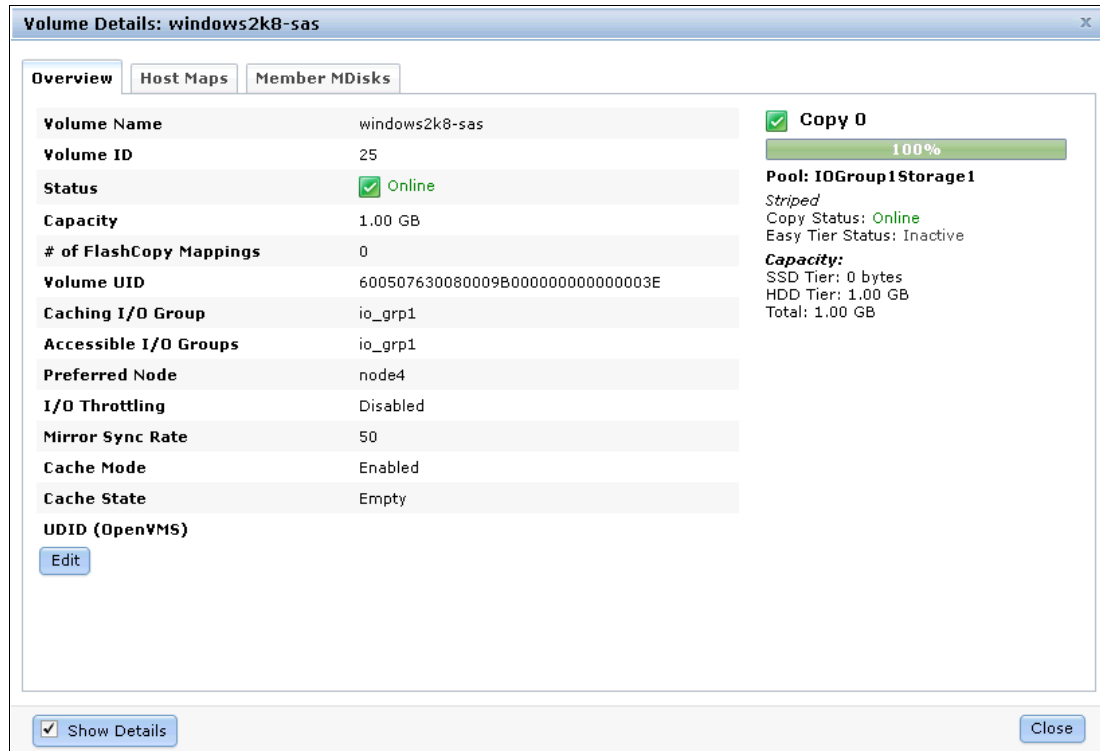 Volume Details: windows2k8-sas x
Overview Host Maps Member MDisks
Volume Name windows2k8-sas
Volume ID 25
Status Online
Capacity 1.00 GB
# of FlashCopy Mappings 0
Volume UID 600507630080009B000000000000003E
Caching I/O Group io_grp1
Accessible I/O Groups io_grp1
Preferred Node node4
I/O Throttling Disabled
Mirror Sync Rate 50
Cache Mode Enabled
Cache State Empty
UDID (OpenVMS)
Edit
Copy 0
100%
Pool: IOGroup1Storage1
Striped
Copy Status: Online
Easy Tier Status: Inactive
Capacity:
SSD Tier: 0 bytes
HDD Tier: 1.00 GB
Total: 1.00 GB
Show Details Close